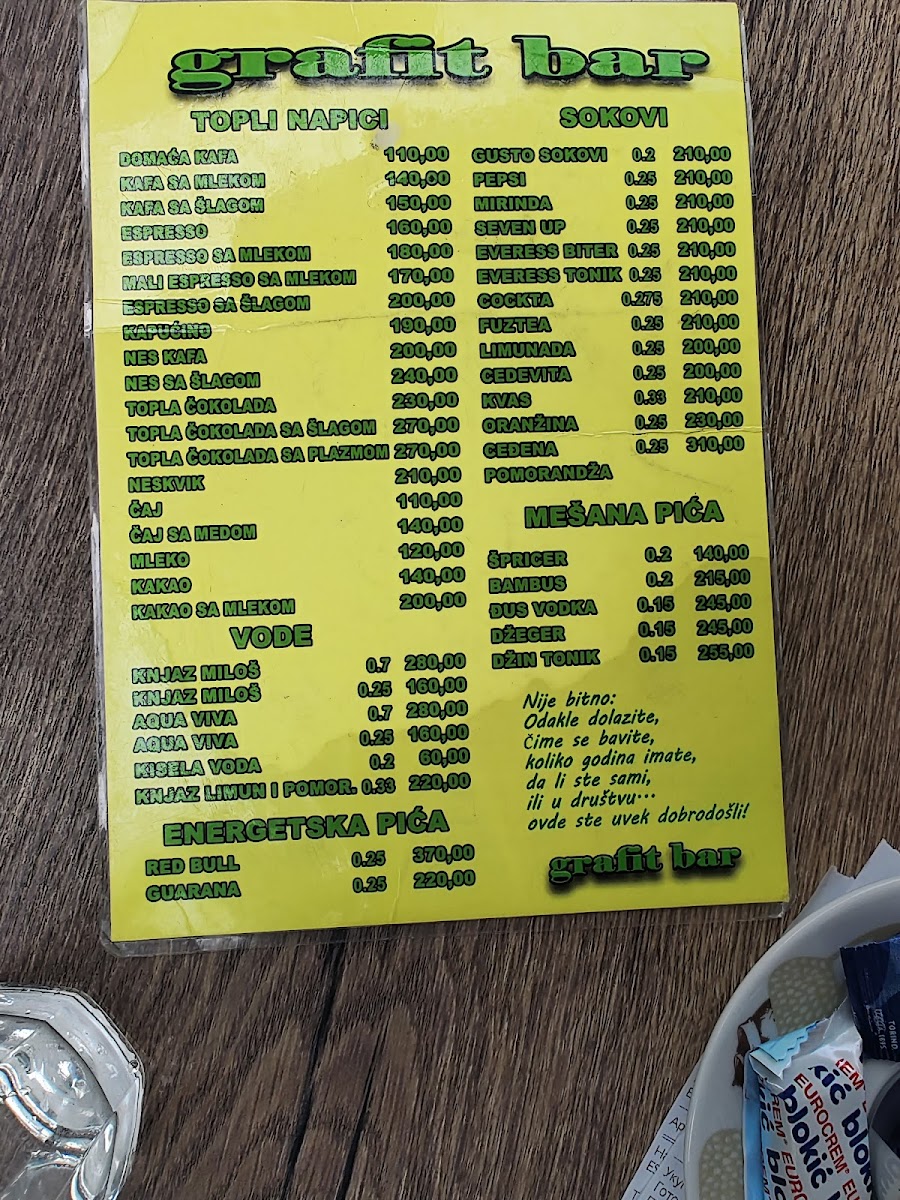 grafit bar
TOPLI NAPICI
DOMAĆA KAFA 110,00
KAFA SA MLEKOM 140,00
KAFA SA ŠLAGOM 150,00
ESPRESSO 160,00
ESPRESSO SA MLEKOM 180,00
MALI ESPRESSO SA MLEKOM 170,00
ESPRESSO SA ŠLAGOM 200,00
KAPUĆINO 190,00
NES KAFA 200,00
NES SA ŠLAGOM 240,00
TOPLA ČOKOLADA 230,00
TOPLA ČOKOLADA SA ŠLAGOM 270,00
TOPLA ČOKOLADA SA PLAZMOM 270,00
NESKVIK 210,00
ČAJ 110,00
ČAJ SA MEDOM 140,00
MLEKO 120,00
KAKAO 140,00
KAKAO SA MLEKOM 200,00
VODE
KNJAZ MILOŠ 0.7 280,00
KNJAZ MILOŠ 0.25 160,00
AQUA VIVA 0.7 280,00
AQUA VIVA 0.25 160,00
KISELA VODA 0.2 60,00
KNJAZ LIMUN I POMOR. 0.33 220,00
ENERGETSKA PIĆA
RED BULL 0.25 370,00
GUARANA 0.25 220,00
SOKOVI
GUSTO SOKOVI 0.2 210,00
PEPSI 0.25 210,00
MIRINDA 0.25 210,00
SEVEN UP 0.25 210,00
EVERESS BITER 0.25 210,00
EVERESS TONIK 0.25 210,00
COCKTA 0.275 210,00
FUZTEA 0.25 210,00
LIMUNADA 0.25 200,00
CEDEVITA 0.25 200,00
KVAS 0.33 210,00
ORANŽINA 0.25 230,00
CEĐENA 0.25 310,00
POMORANDŽA
MEŠANA PIĆA
ŠPRICER 0.2 140,00
BAMBUS 0.2 215,00
ĐUS VODKA 0.15 245,00
DŽEGER 0.15 245,00
DŽIN TONIK 0.15 255,00
Nije bitno:
Odakle dolazite,
čime se bavite,
koliko godina imate,
da li ste sami,
ili u društvu...
ovde ste uvek dobrodošli!
grafit bar
TORINO
EUROCREM
blokić